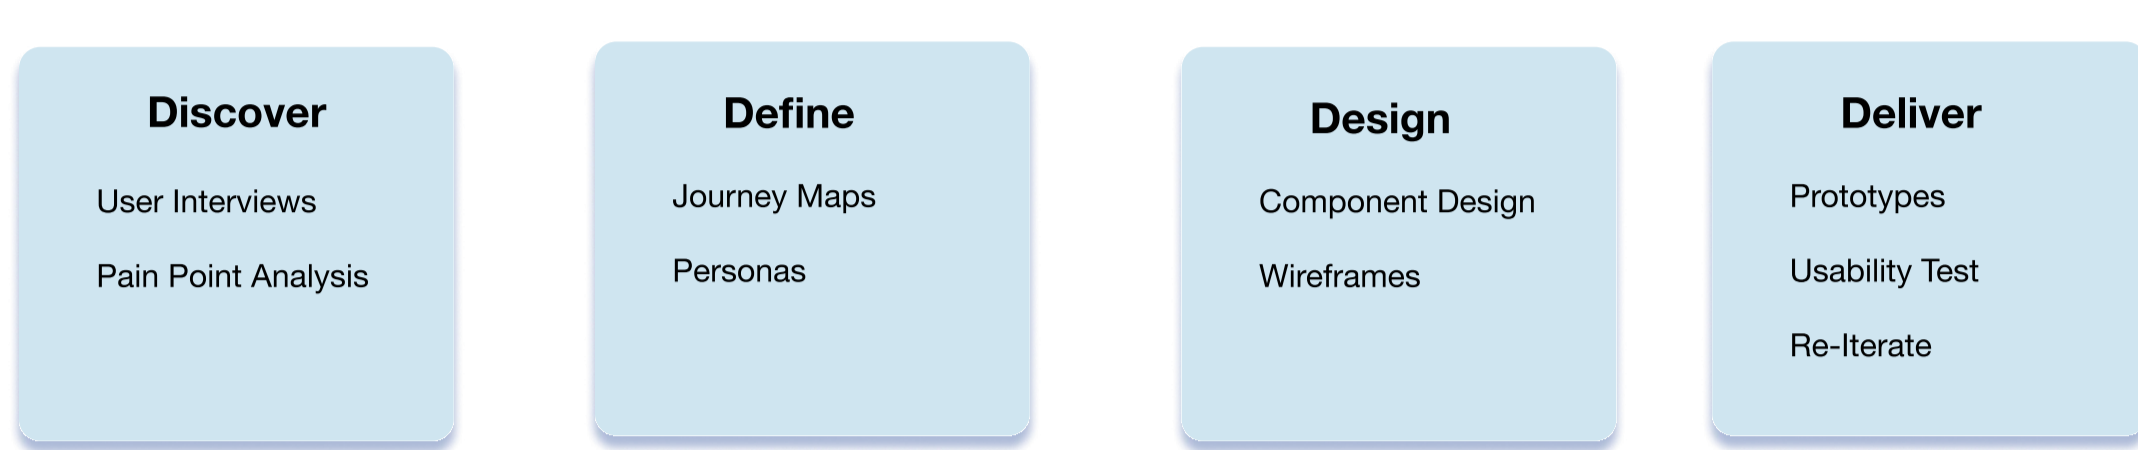 Discover
User Interviews
Pain Point Analysis
Define
Journey Maps
Personas
Design
Component Design
Wireframes
Deliver
Prototypes
Usability Test
Re-Iterate